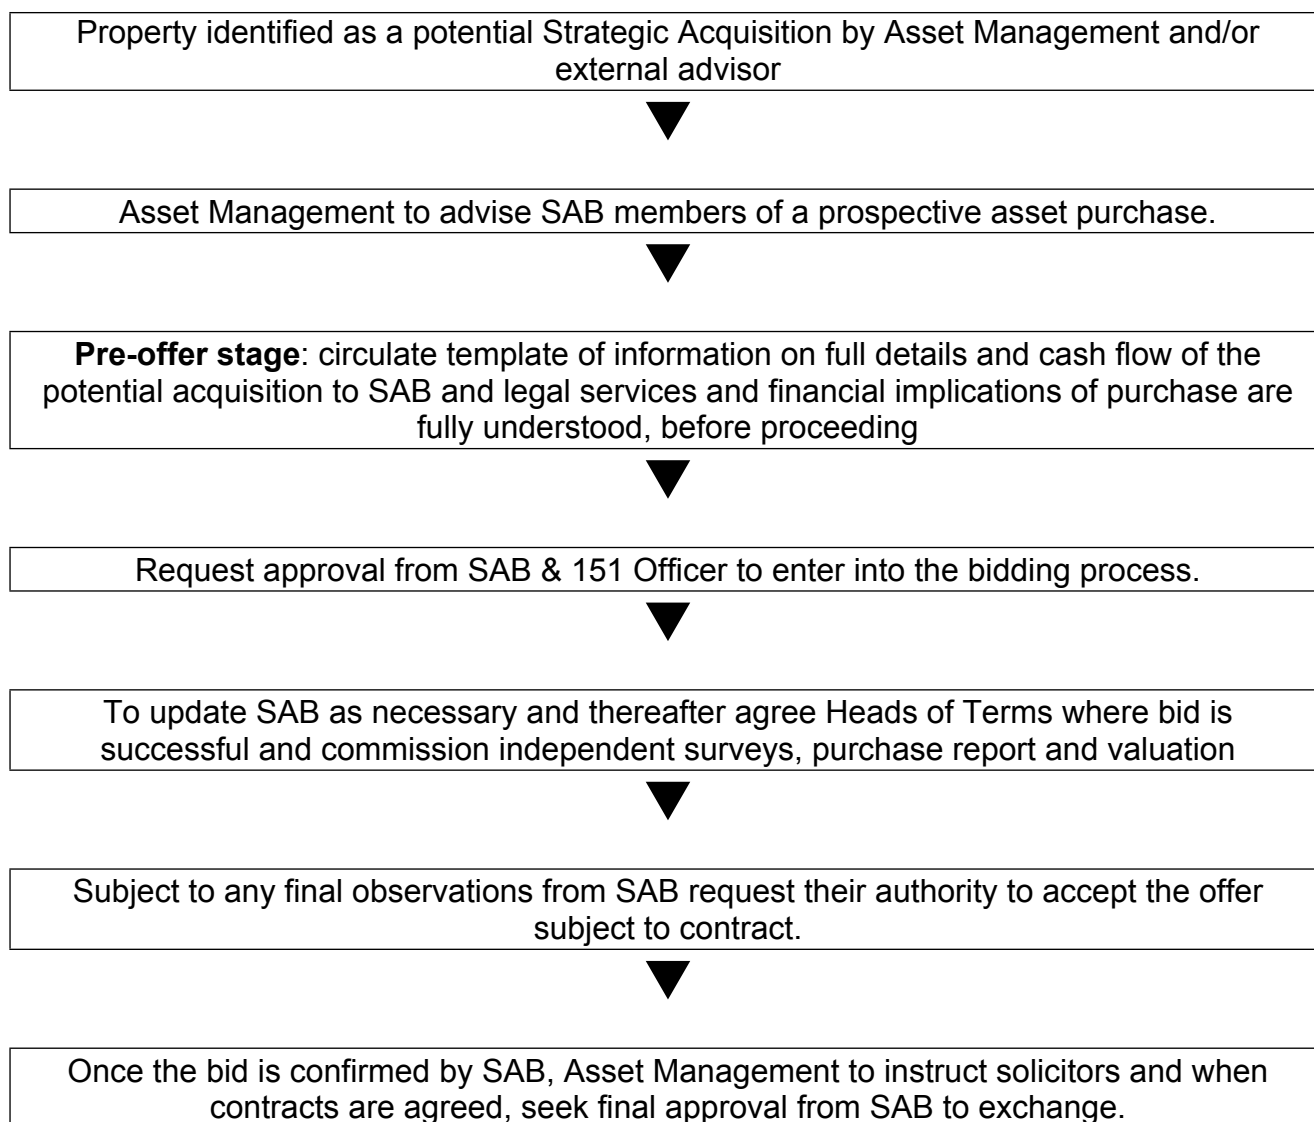 Property identified as a potential Strategic Acquisition by Asset Management and/or
external advisor
Asset Management to advise SAB members of a prospective asset purchase.
Pre-offer stage: circulate template of information on full details and cash flow of the
potential acquisition to SAB and legal services and financial implications of purchase are
fully understood, before proceeding
Request approval from SAB & 151 Officer to enter into the bidding process.
To update SAB as necessary and thereafter agree Heads of Terms where bid is
successful and commission independent surveys, purchase report and valuation
Subject to any final observations from SAB request their authority to accept the offer
subject to contract.
Once the bid is confirmed by SAB, Asset Management to instruct solicitors and when
contracts are agreed, seek final approval from SAB to exchange.